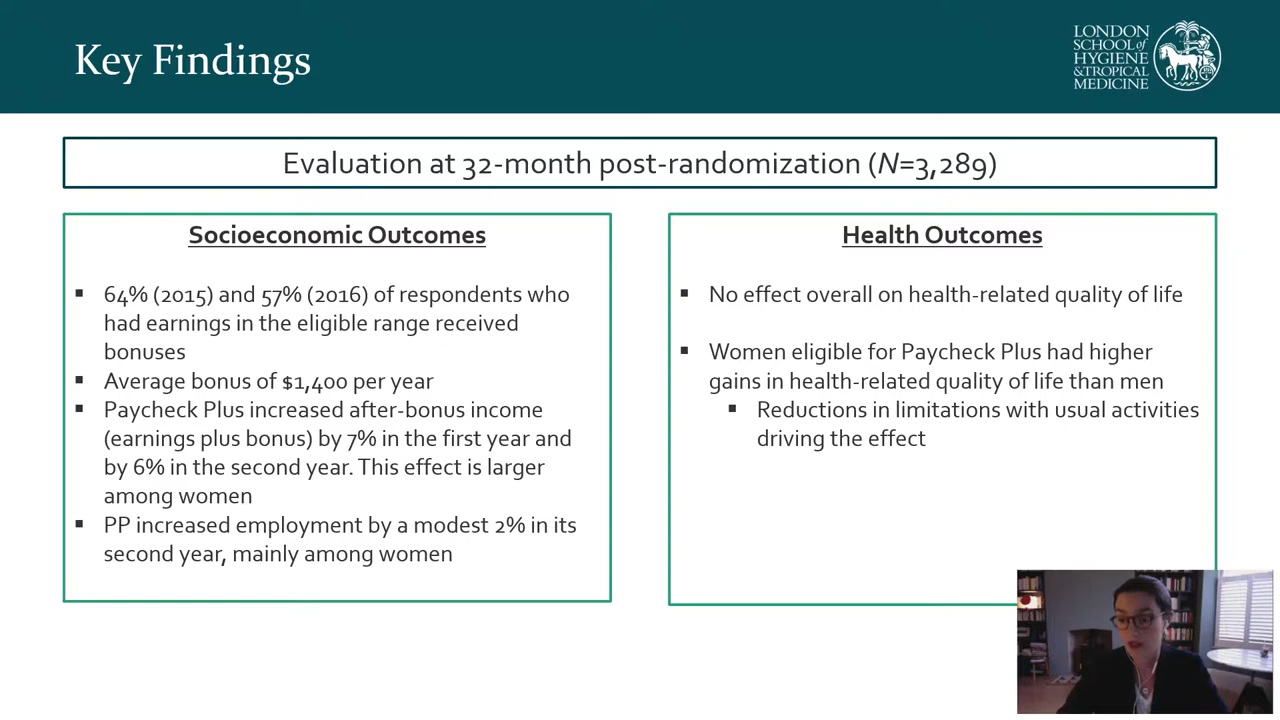 Key Findings
LONDON
SCHOOL of
HYGIENE
& TROPICAL
MEDICINE
Evaluation at 32-month post-randomization (N=3,289)
Socioeconomic Outcomes
▪ 64% (2015) and 57% (2016) of respondents who
had earnings in the eligible range received
bonuses
▪ Average bonus of $1,400 per year
▪ Paycheck Plus increased after-bonus income
(earnings plus bonus) by 7% in the first year and
by 6% in the second year. This effect is larger
among women
▪ PP increased employment by a modest 2% in its
second year, mainly among women
Health Outcomes
▪ No effect overall on health-related quality of life
▪ Women eligible for Paycheck Plus had higher
gains in health-related quality of life than men
▪ Reductions in limitations with usual activities
driving the effect